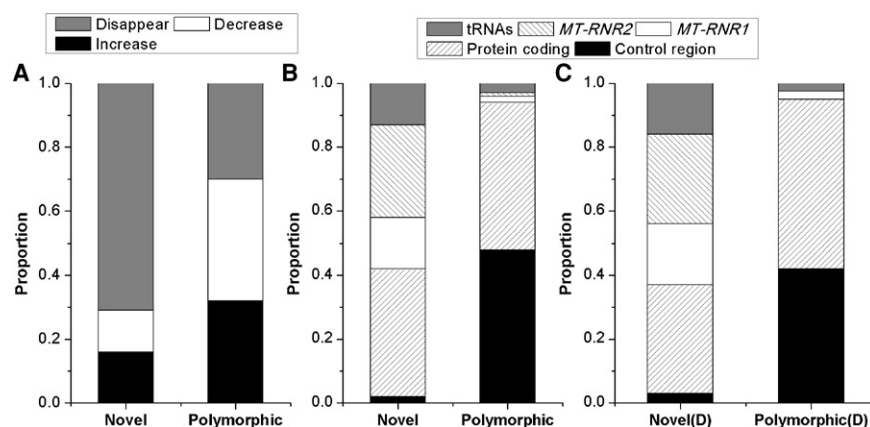 Disappear Decrease
Increase
tRNAs MT-RNR2 MT-RNR1
Protein coding Control region
A
Proportion
1.0
0.8
0.6
0.4
0.2
0.0
Novel Polymorphic
B
Proportion
1.0
0.8
0.6
0.4
0.2
0.0
Novel Polymorphic
C
Proportion
1.0
0.8
0.6
0.4
0.2
0.0
Novel(D) Polymorphic(D)